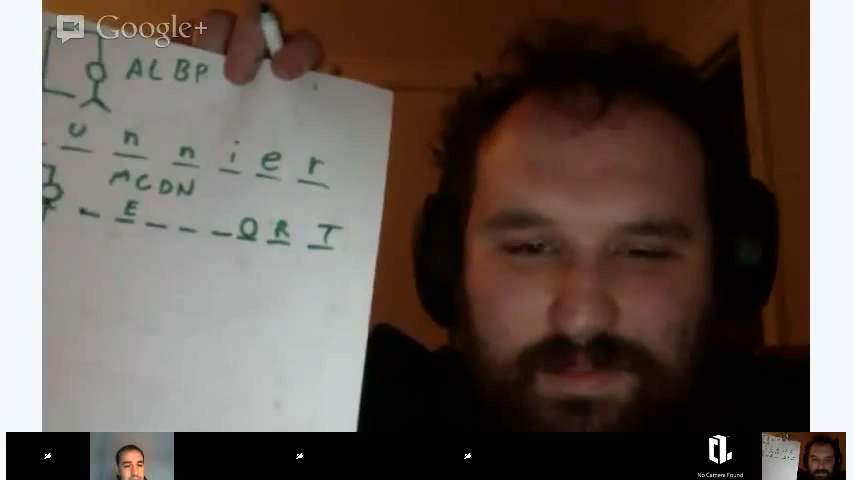 Google+
ALBP
u n n i e r
MCDN
_ E _ _ _ O R T
No Camera Found